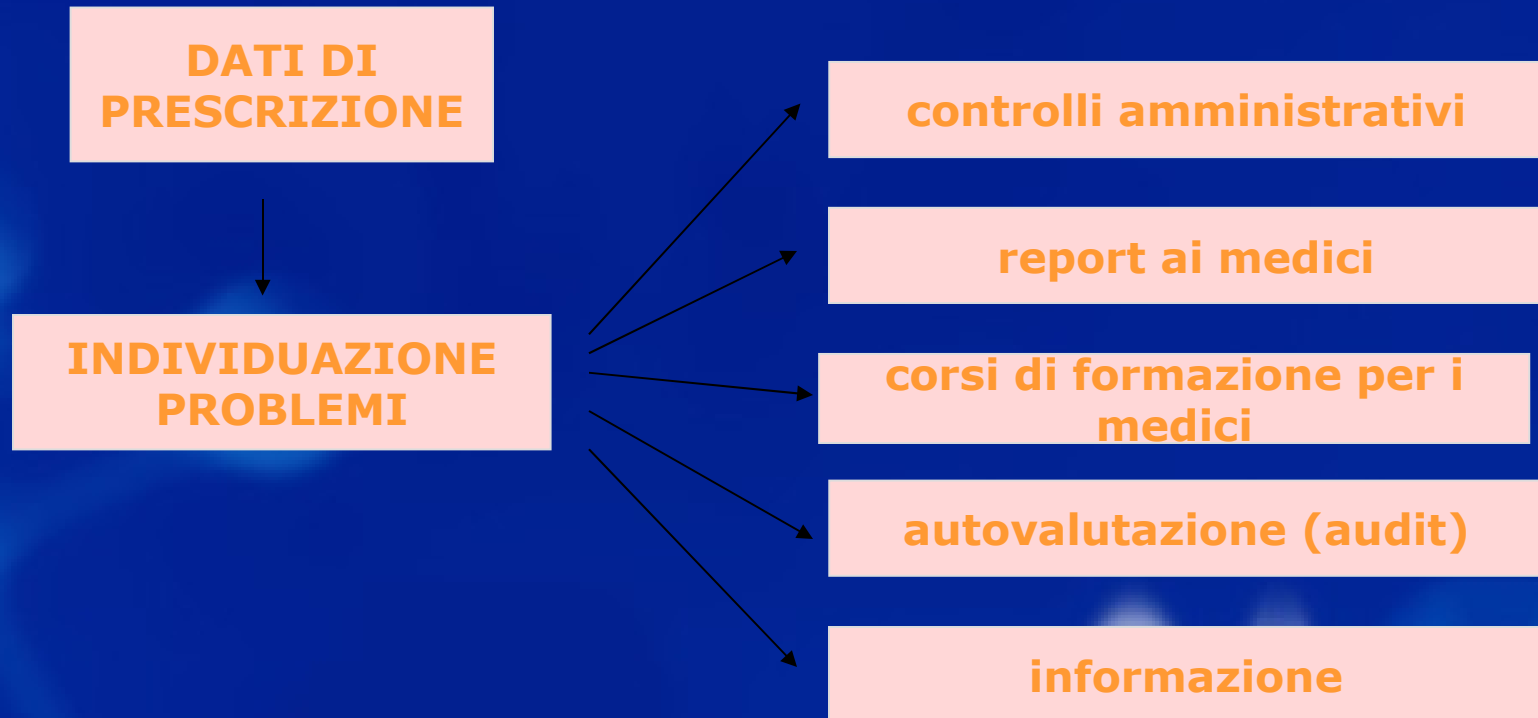 DATI DI
PRESCRIZIONE
INDIVIDUAZIONE
PROBLEMI
controlli amministrativi
report ai medici
corsi di formazione per i
medici
autovalutazione (audit)
informazione